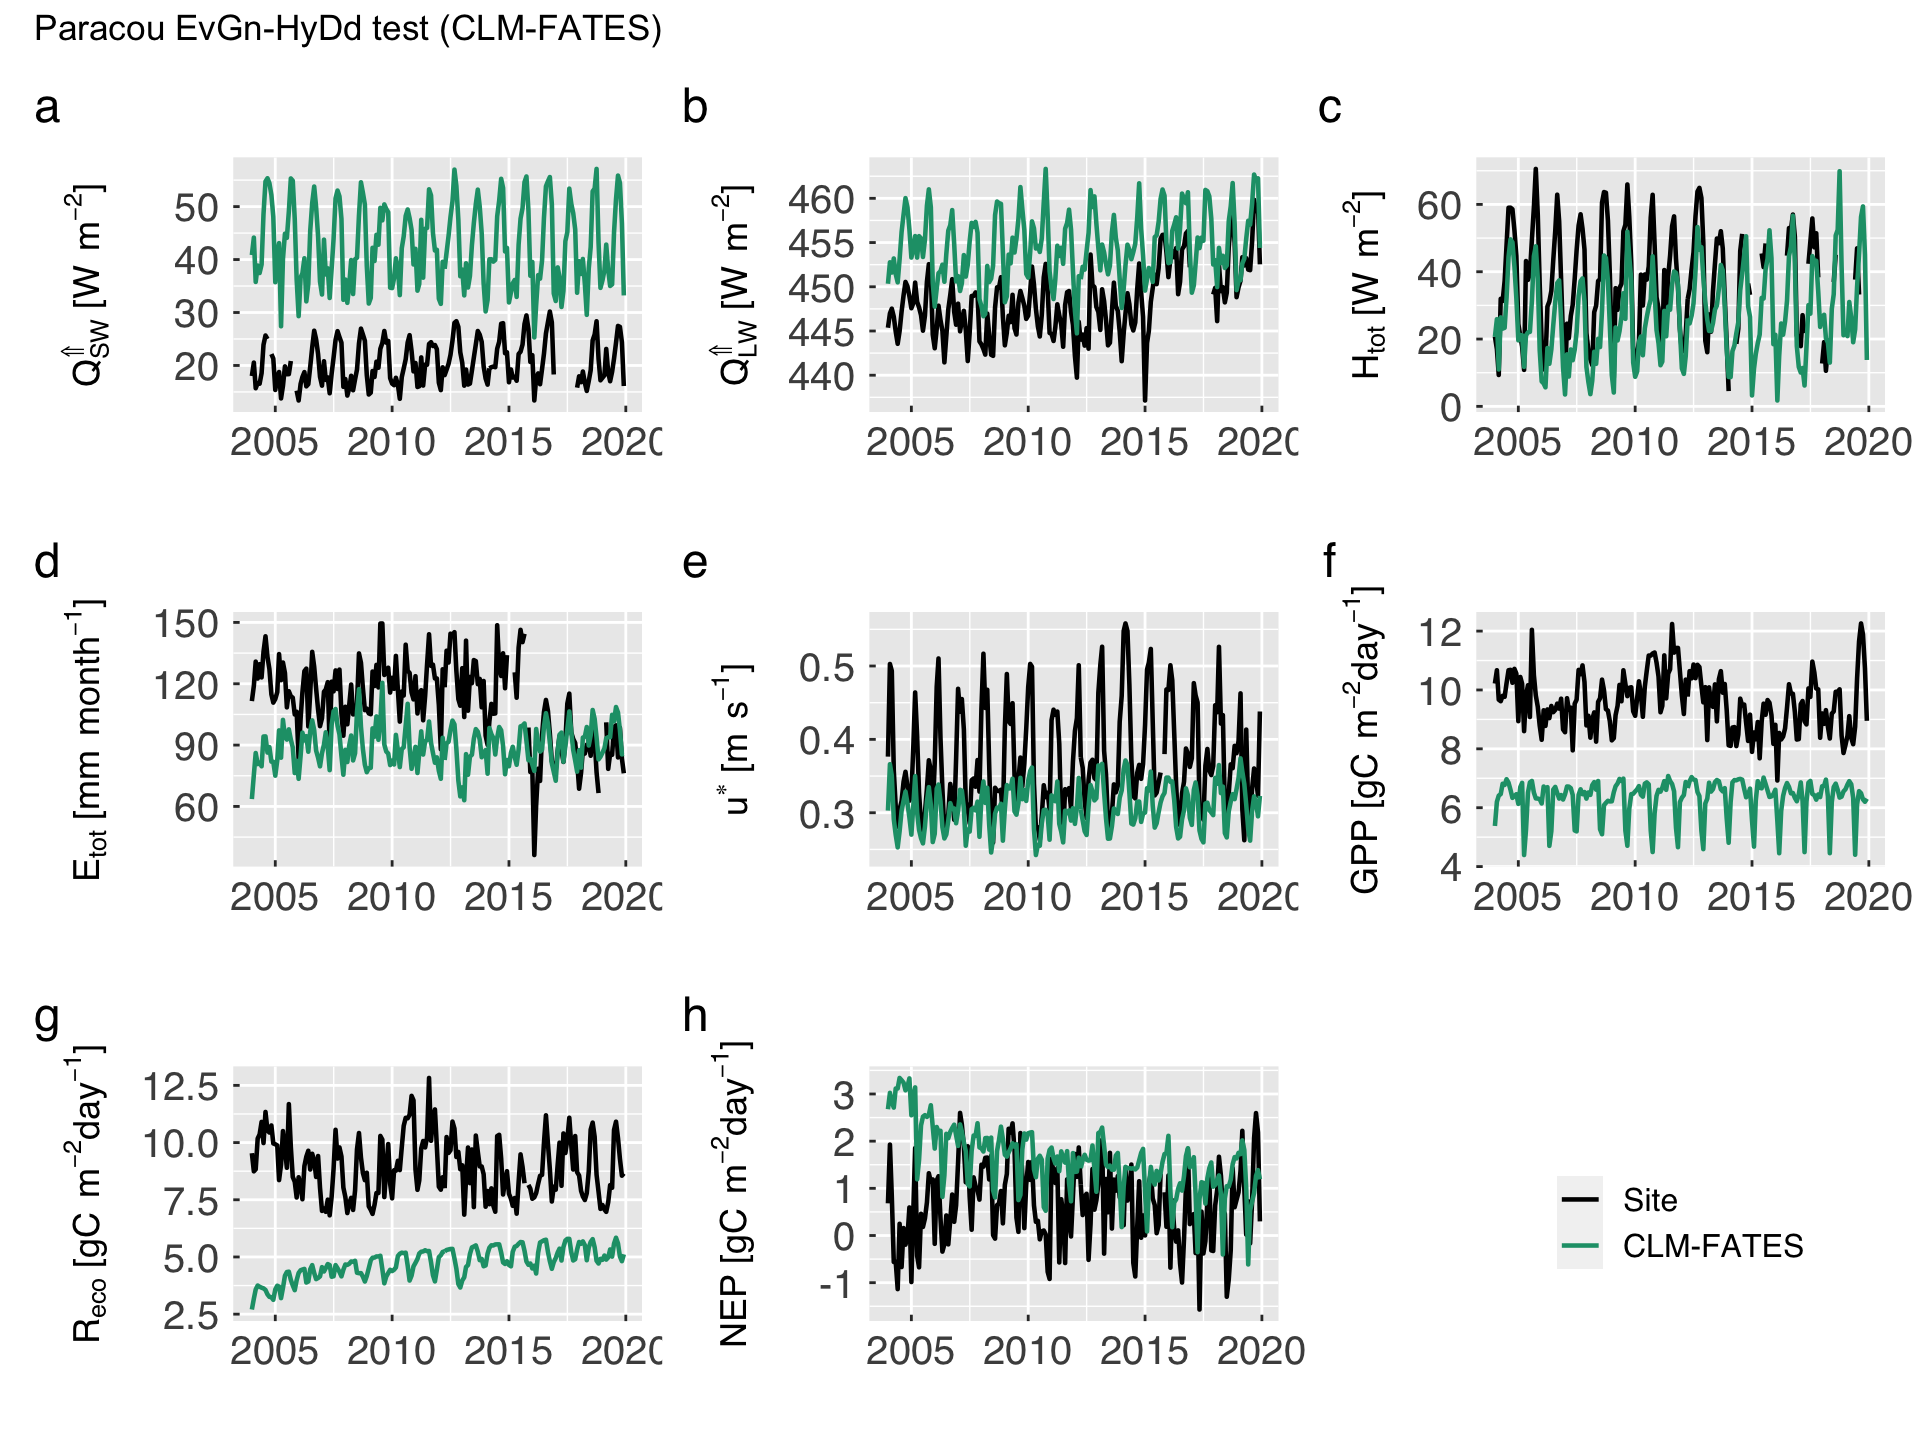 Paracou EvGn-HyDd test (CLM-FATES)
a
b
c
Q⇑SW [W m−2]
50
40
30
20
2005 2010 2015 202
Q⇑LW [W m−2]
460
455
450
445
440
2005 2010 2015 202
Htot [W m−2]
60
40
20
0
2005 2010 2015 2020
d
e
f
Etot [mm month−1]
150
120
90
60
2005 2010 2015 202
u* [m s−1]
0.5
0.4
0.3
2005 2010 2015 202
GPP [gC m−2day−1]
12
10
8
6
4
2005 2010 2015 2020
g
h
Reco [gC m−2day−1]
12.5
10.0
7.5
5.0
2.5
2005 2010 2015 202
NEP [gC m−2day−1]
3
2
1
0
-1
2005 2010 2015 2020
Site
CLM-FATES